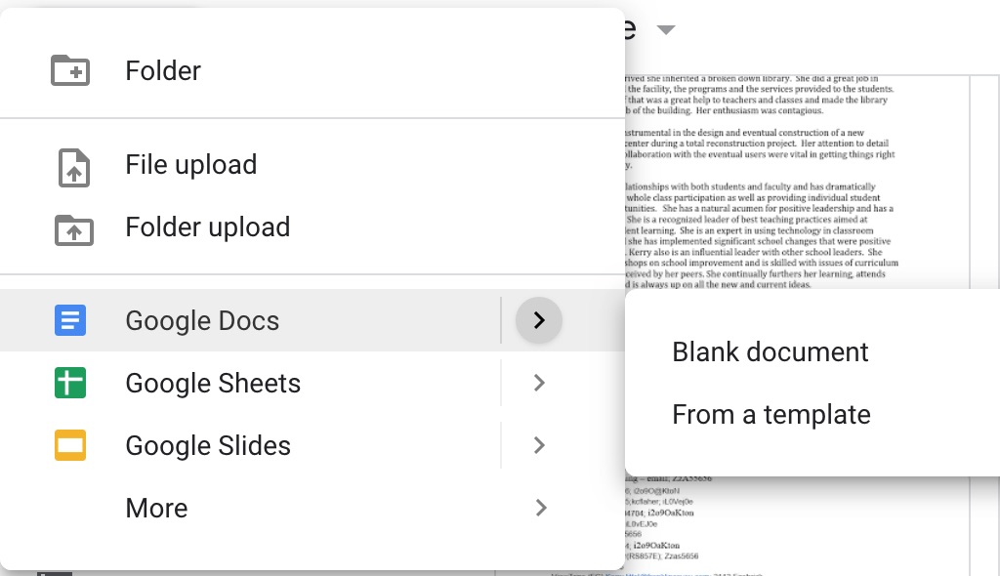 Folder
File upload
Folder upload
Google Docs
Google Sheets
Google Slides
More
Blank document
From a template
e
rived she inherited a broken down library. She did a great job in
the facility, the programs and the services provided to the students.
that was a great help to teachers and classes and made the library
b of the building. Her enthusiasm was contagious.
nstrumental in the design and eventual construction of a new
center during a total reconstruction project. Her attention to detail
ollaboration with the eventual users were vital in getting things right
y.
lationships with both students and faculty and has dramatically
whole class participation as well as providing individual student
tunities. She has a natural acumen for positive leadership and has a
She is a recognized leader of best teaching practices aimed at
ent learning. She is an expert in using technology in classroom
she has implemented significant school changes that were positive
. Kerry also is an influential leader with other school leaders. She
shops on school improvement and is skilled with issues of curriculum
ceived by her peers. She continually furthers her learning, attends
d is always up on all the new and current ideas.